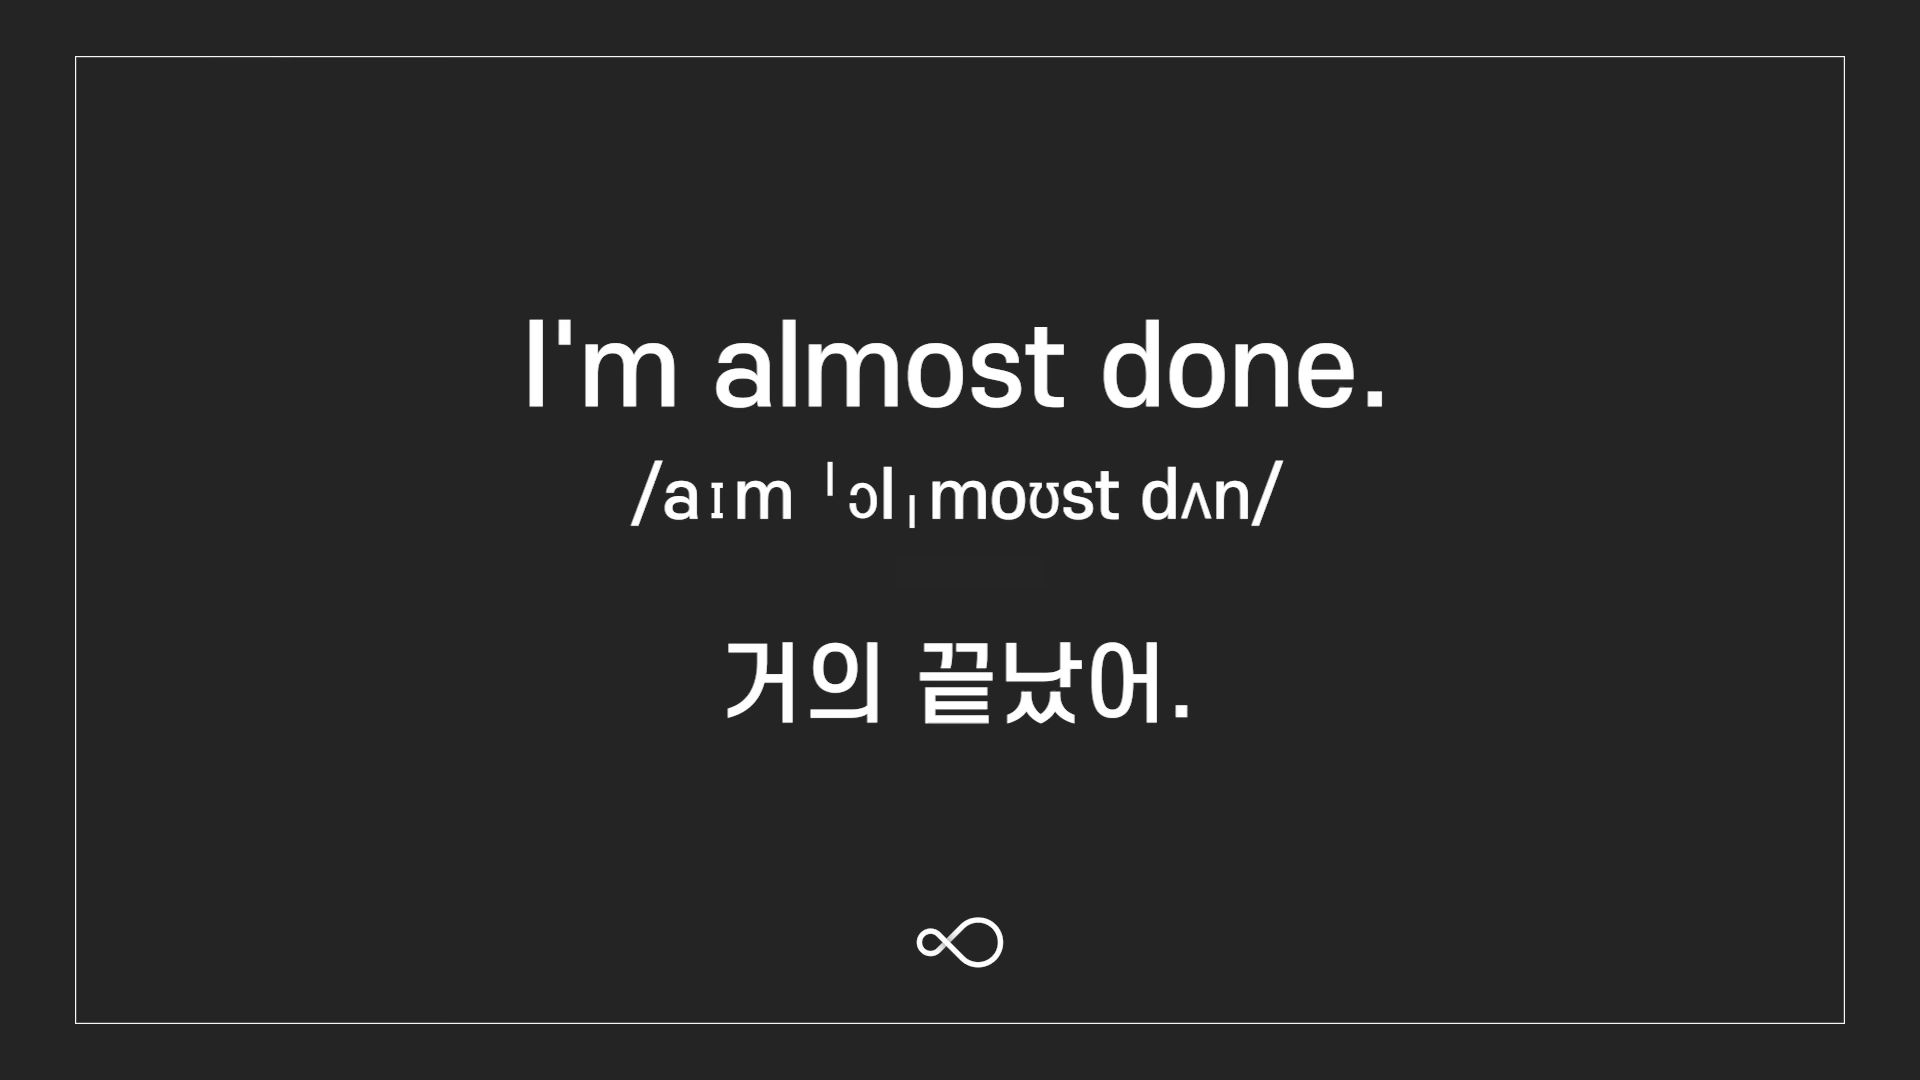 I'm almost done.
/aɪm ˈɔlˌmoʊst dʌn/
거의 끝났어.